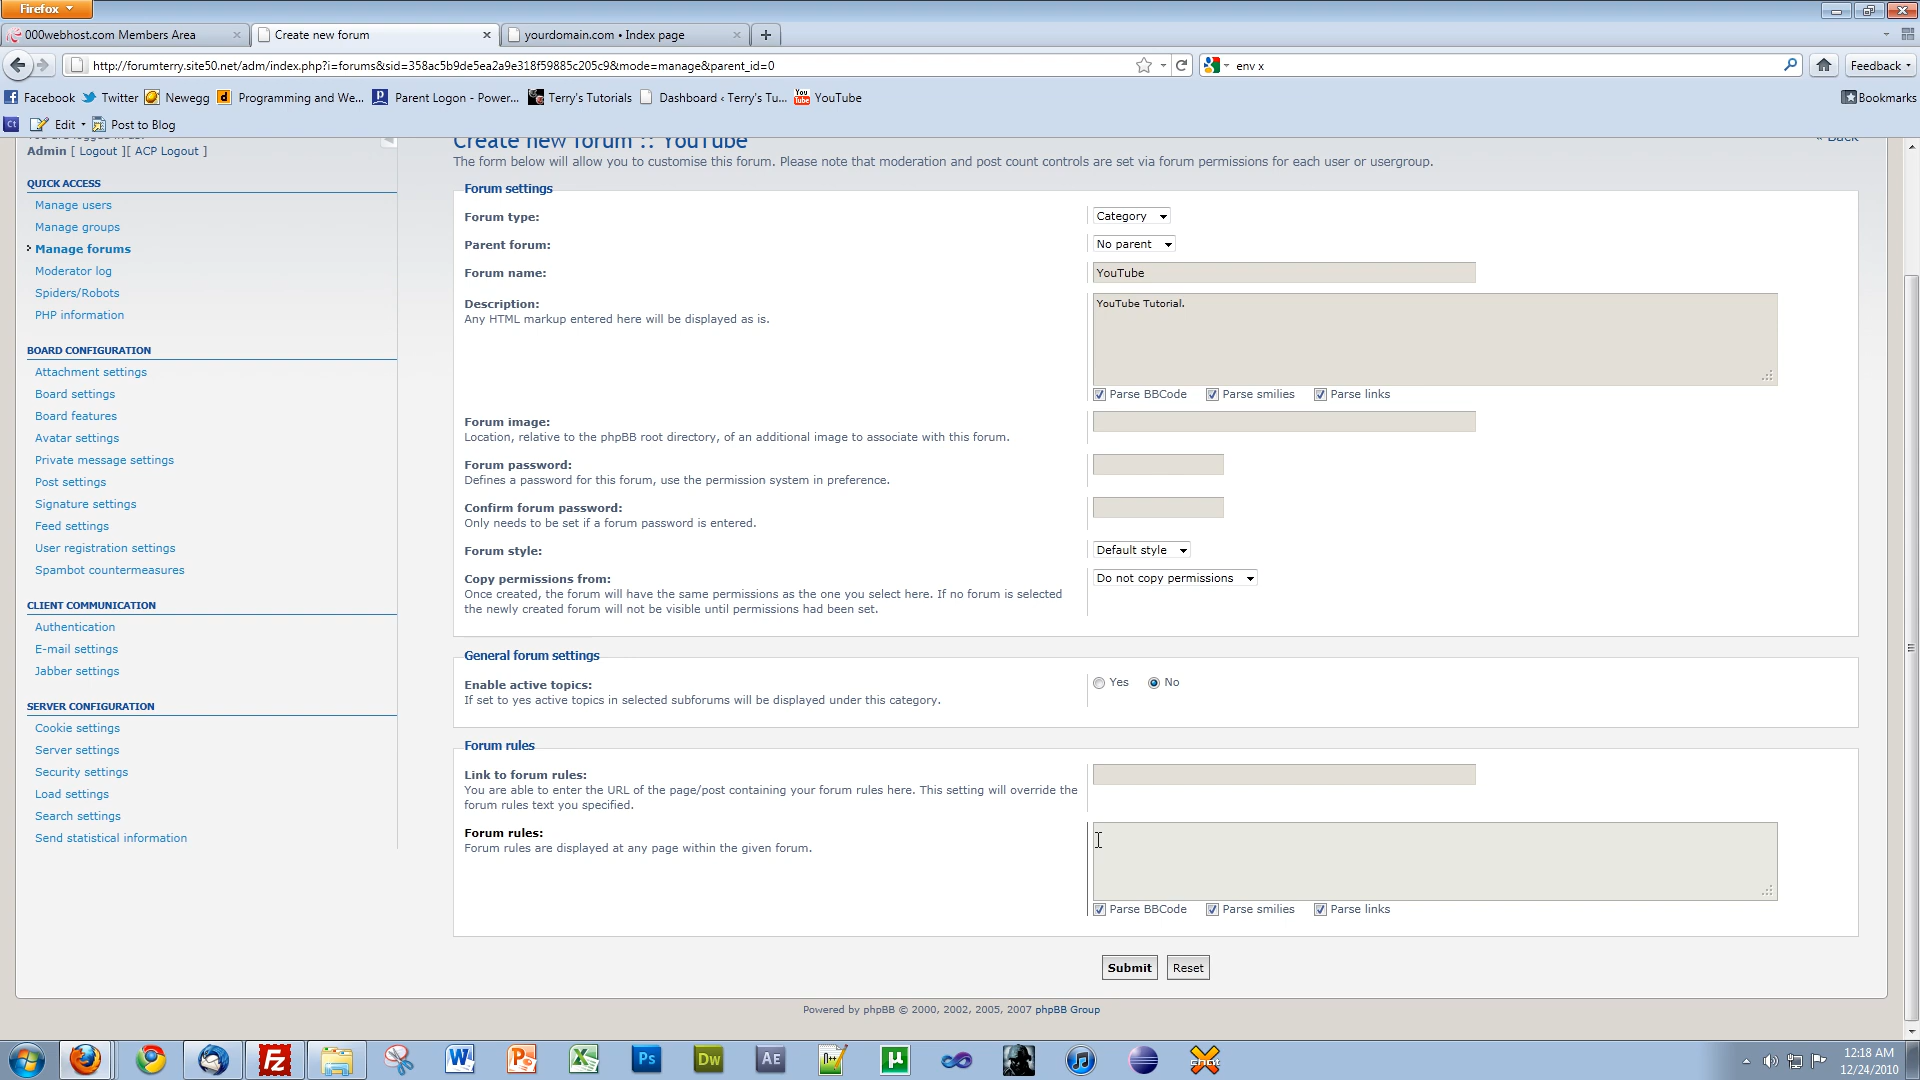 Firefox
000webhost.com Members Area
Create new forum
yourdomain.com • Index page
http://forumterry.site50.net/adm/index.php?i=forums&sid=358ac5b9de5ea2a9e318f59885c205c9&mode=manage&parent_id=0
env x
Feedback
Facebook
Twitter
Newegg
Programming and We...
Parent Logon - Power...
Terry's Tutorials
Dashboard ‹ Terry's Tu...
YouTube
Bookmarks
Edit
Post to Blog
Create new forum :: YouTube
« Back
Admin [ Logout ][ ACP Logout ]
The form below will allow you to customise this forum. Please note that moderation and post count controls are set via forum permissions for each user or usergroup.
QUICK ACCESS
Manage users
Manage groups
Manage forums
Moderator log
Spiders/Robots
PHP information
BOARD CONFIGURATION
Attachment settings
Board settings
Board features
Avatar settings
Private message settings
Post settings
Signature settings
Feed settings
User registration settings
Spambot countermeasures
CLIENT COMMUNICATION
Authentication
E-mail settings
Jabber settings
SERVER CONFIGURATION
Cookie settings
Server settings
Security settings
Load settings
Search settings
Send statistical information
Forum settings
Forum type:
Category
Parent forum:
No parent
Forum name:
YouTube
Description:
Any HTML markup entered here will be displayed as is.
YouTube Tutorial.
Parse BBCode
Parse smilies
Parse links
Forum image:
Location, relative to the phpBB root directory, of an additional image to associate with this forum.
Forum password:
Defines a password for this forum, use the permission system in preference.
Confirm forum password:
Only needs to be set if a forum password is entered.
Forum style:
Default style
Copy permissions from:
Do not copy permissions
Once created, the forum will have the same permissions as the one you select here. If no forum is selected
the newly created forum will not be visible until permissions had been set.
General forum settings
Enable active topics:
If set to yes active topics in selected subforums will be displayed under this category.
Yes
No
Forum rules
Link to forum rules:
You are able to enter the URL of the page/post containing your forum rules here. This setting will override the
forum rules text you specified.
Forum rules:
Forum rules are displayed at any page within the given forum.
Parse BBCode
Parse smilies
Parse links
Submit
Reset
Powered by phpBB © 2000, 2002, 2005, 2007 phpBB Group
12:18 AM
12/24/2010